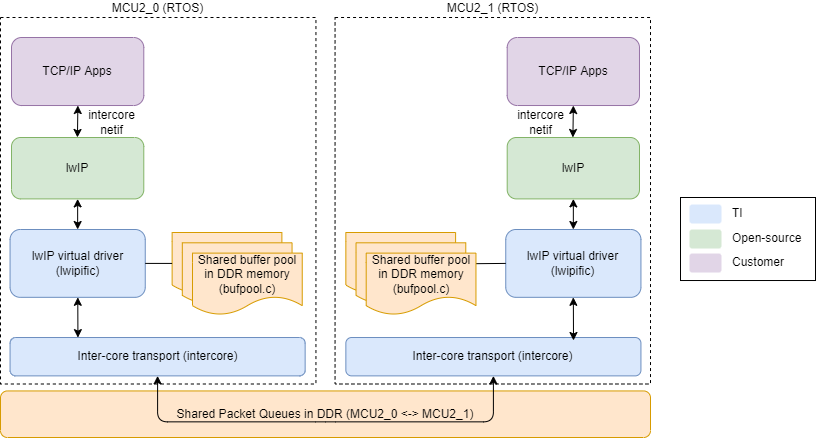 MCU2_0 (RTOS)
MCU2_1 (RTOS)
TCP/IP Apps
TCP/IP Apps
intercore
netif
intercore
netif
lwIP
lwIP
lwIP virtual driver
(lwipific)
Shared buffer pool
in DDR memory
(bufpool.c)
Shared buffer pool
in DDR memory
(bufpool.c)
lwIP virtual driver
(lwipific)
Inter-core transport (intercore)
Inter-core transport (intercore)
Shared Packet Queues in DDR (MCU2_0 <-> MCU2_1)
TI
Open-source
Customer